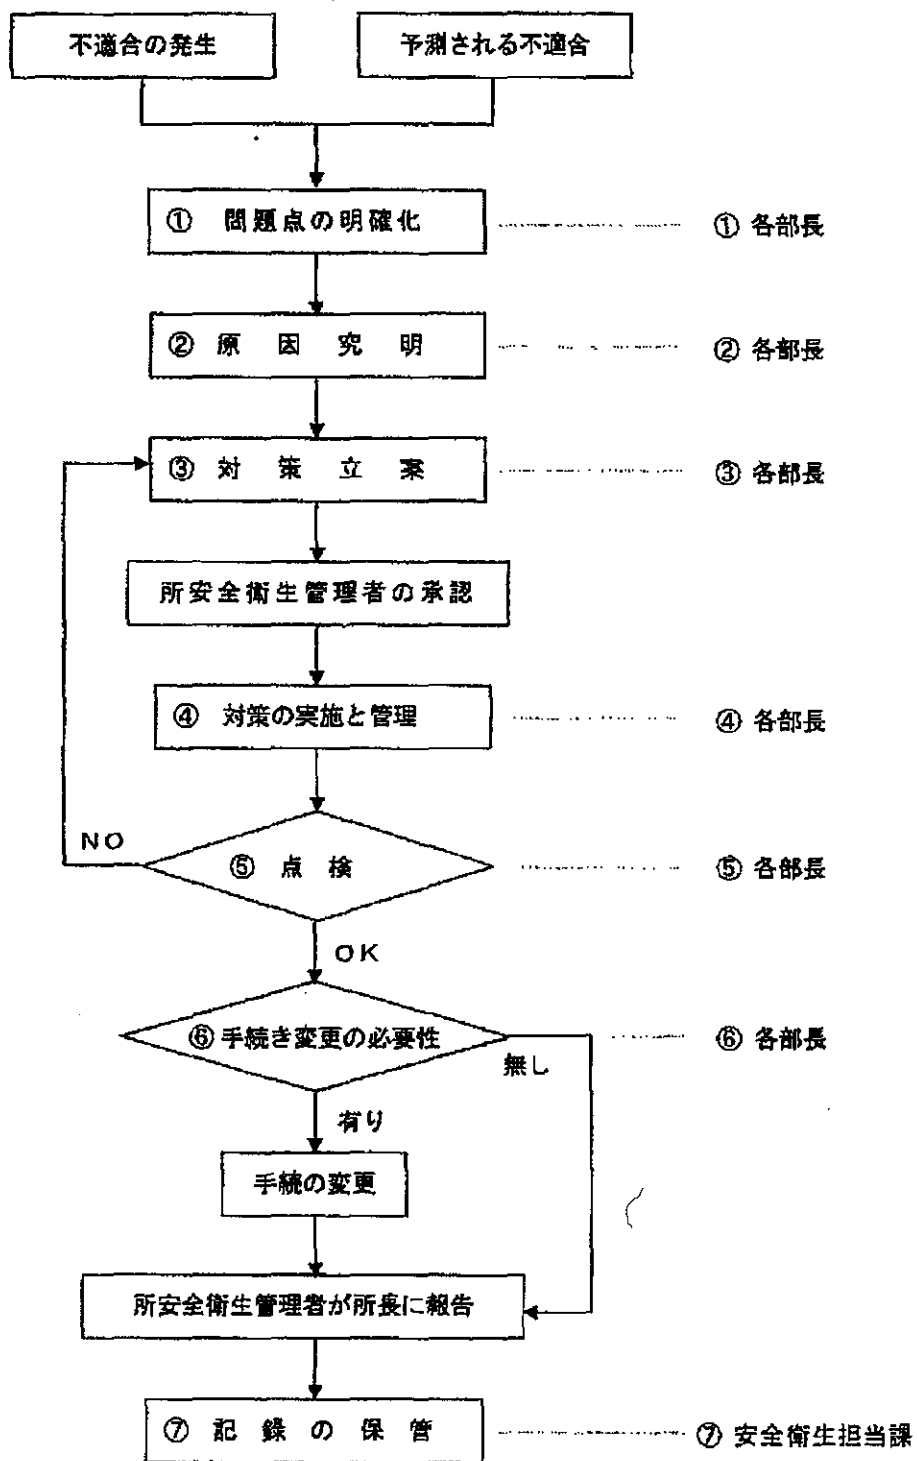 不適合の発生
予測される不適合
① 問題点の明確化
① 各部長
② 原因究明
② 各部長
③ 対策立案
③ 各部長
所安全衛生管理者の承認
④ 対策の実施と管理
④ 各部長
NO
⑤ 点検
⑤ 各部長
OK
⑥手続き変更の必要性
⑥ 各部長
無し
有り
手続の変更
所安全衛生管理者が所長に報告
⑦ 記録の保管
⑦ 安全衛生担当課